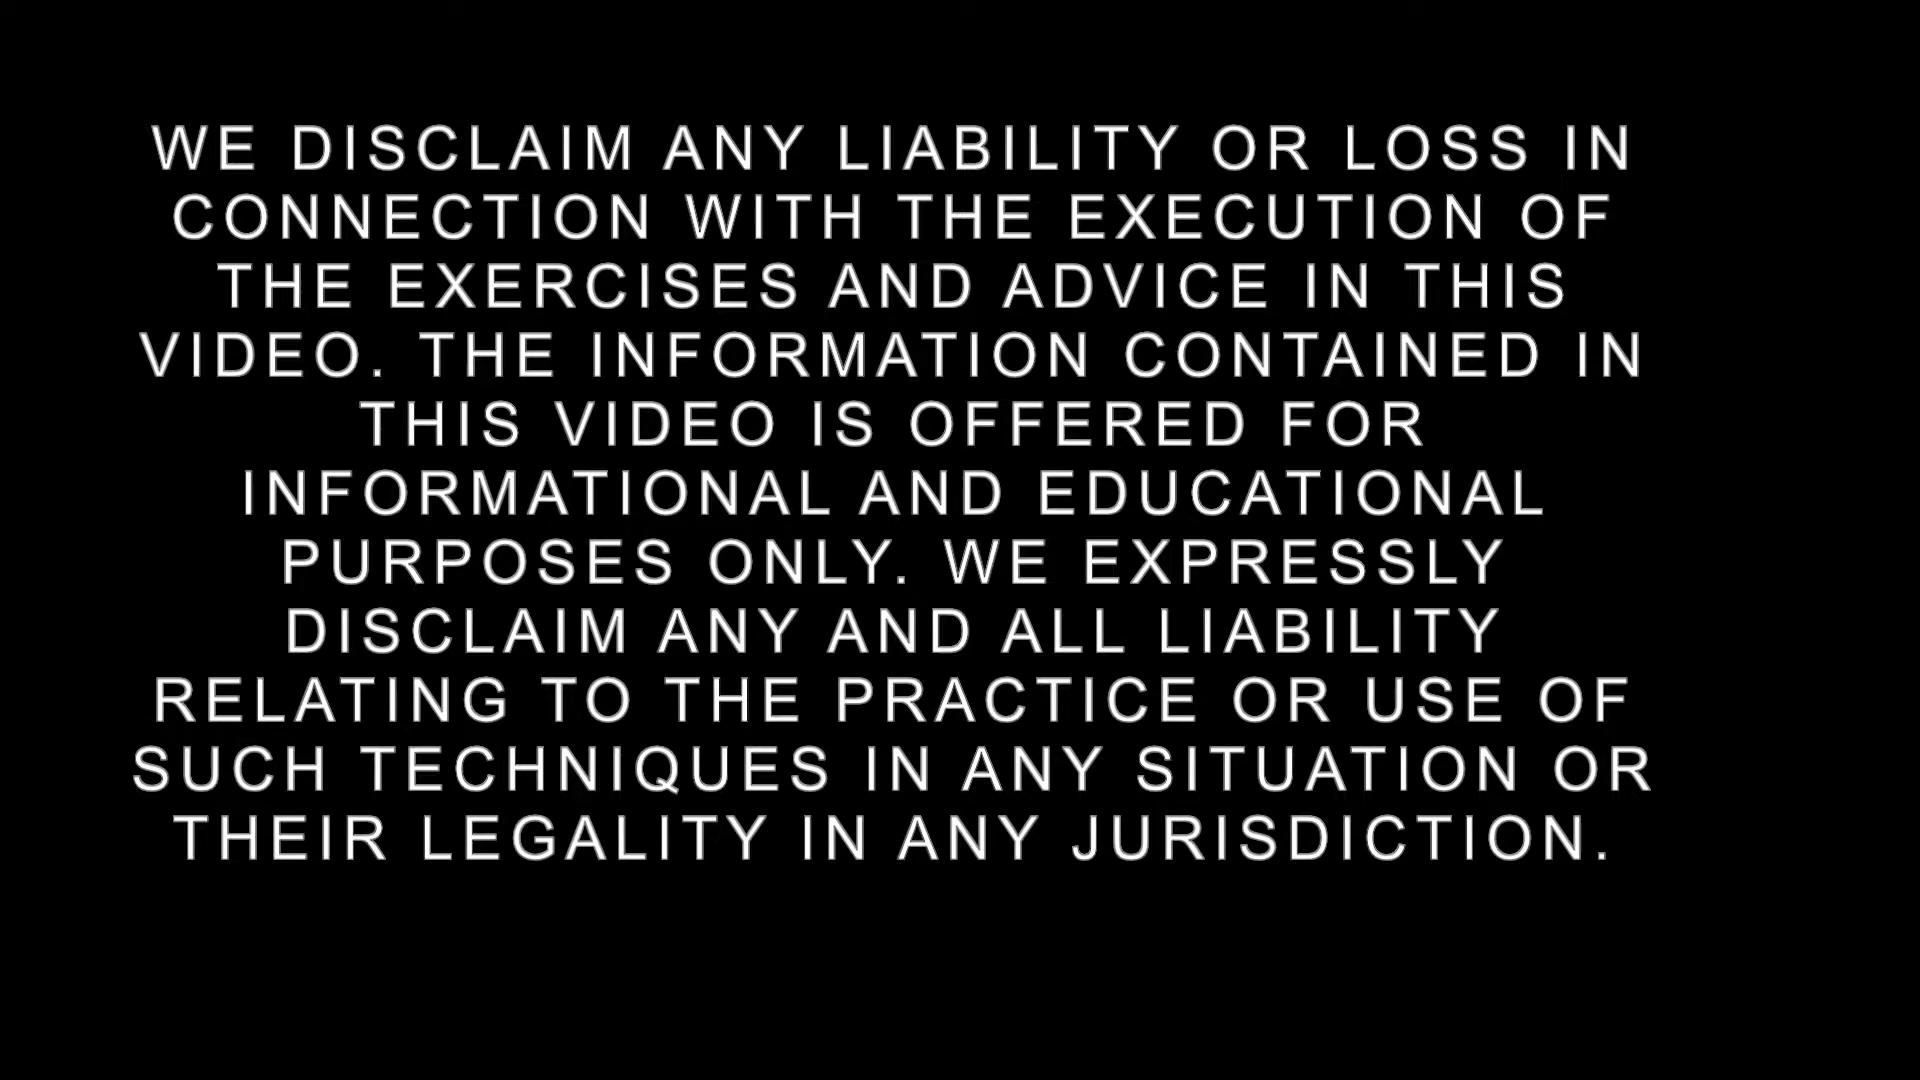 WE DISCLAIM ANY LIABILITY OR LOSS IN
CONNECTION WITH THE EXECUTION OF
THE EXERCISES AND ADVICE IN THIS
VIDEO. THE INFORMATION CONTAINED IN
THIS VIDEO IS OFFERED FOR
INFORMATIONAL AND EDUCATIONAL
PURPOSES ONLY. WE EXPRESSLY
DISCLAIM ANY AND ALL LIABILITY
RELATING TO THE PRACTICE OR USE OF
SUCH TECHNIQUES IN ANY SITUATION OR
THEIR LEGALITY IN ANY JURISDICTION.